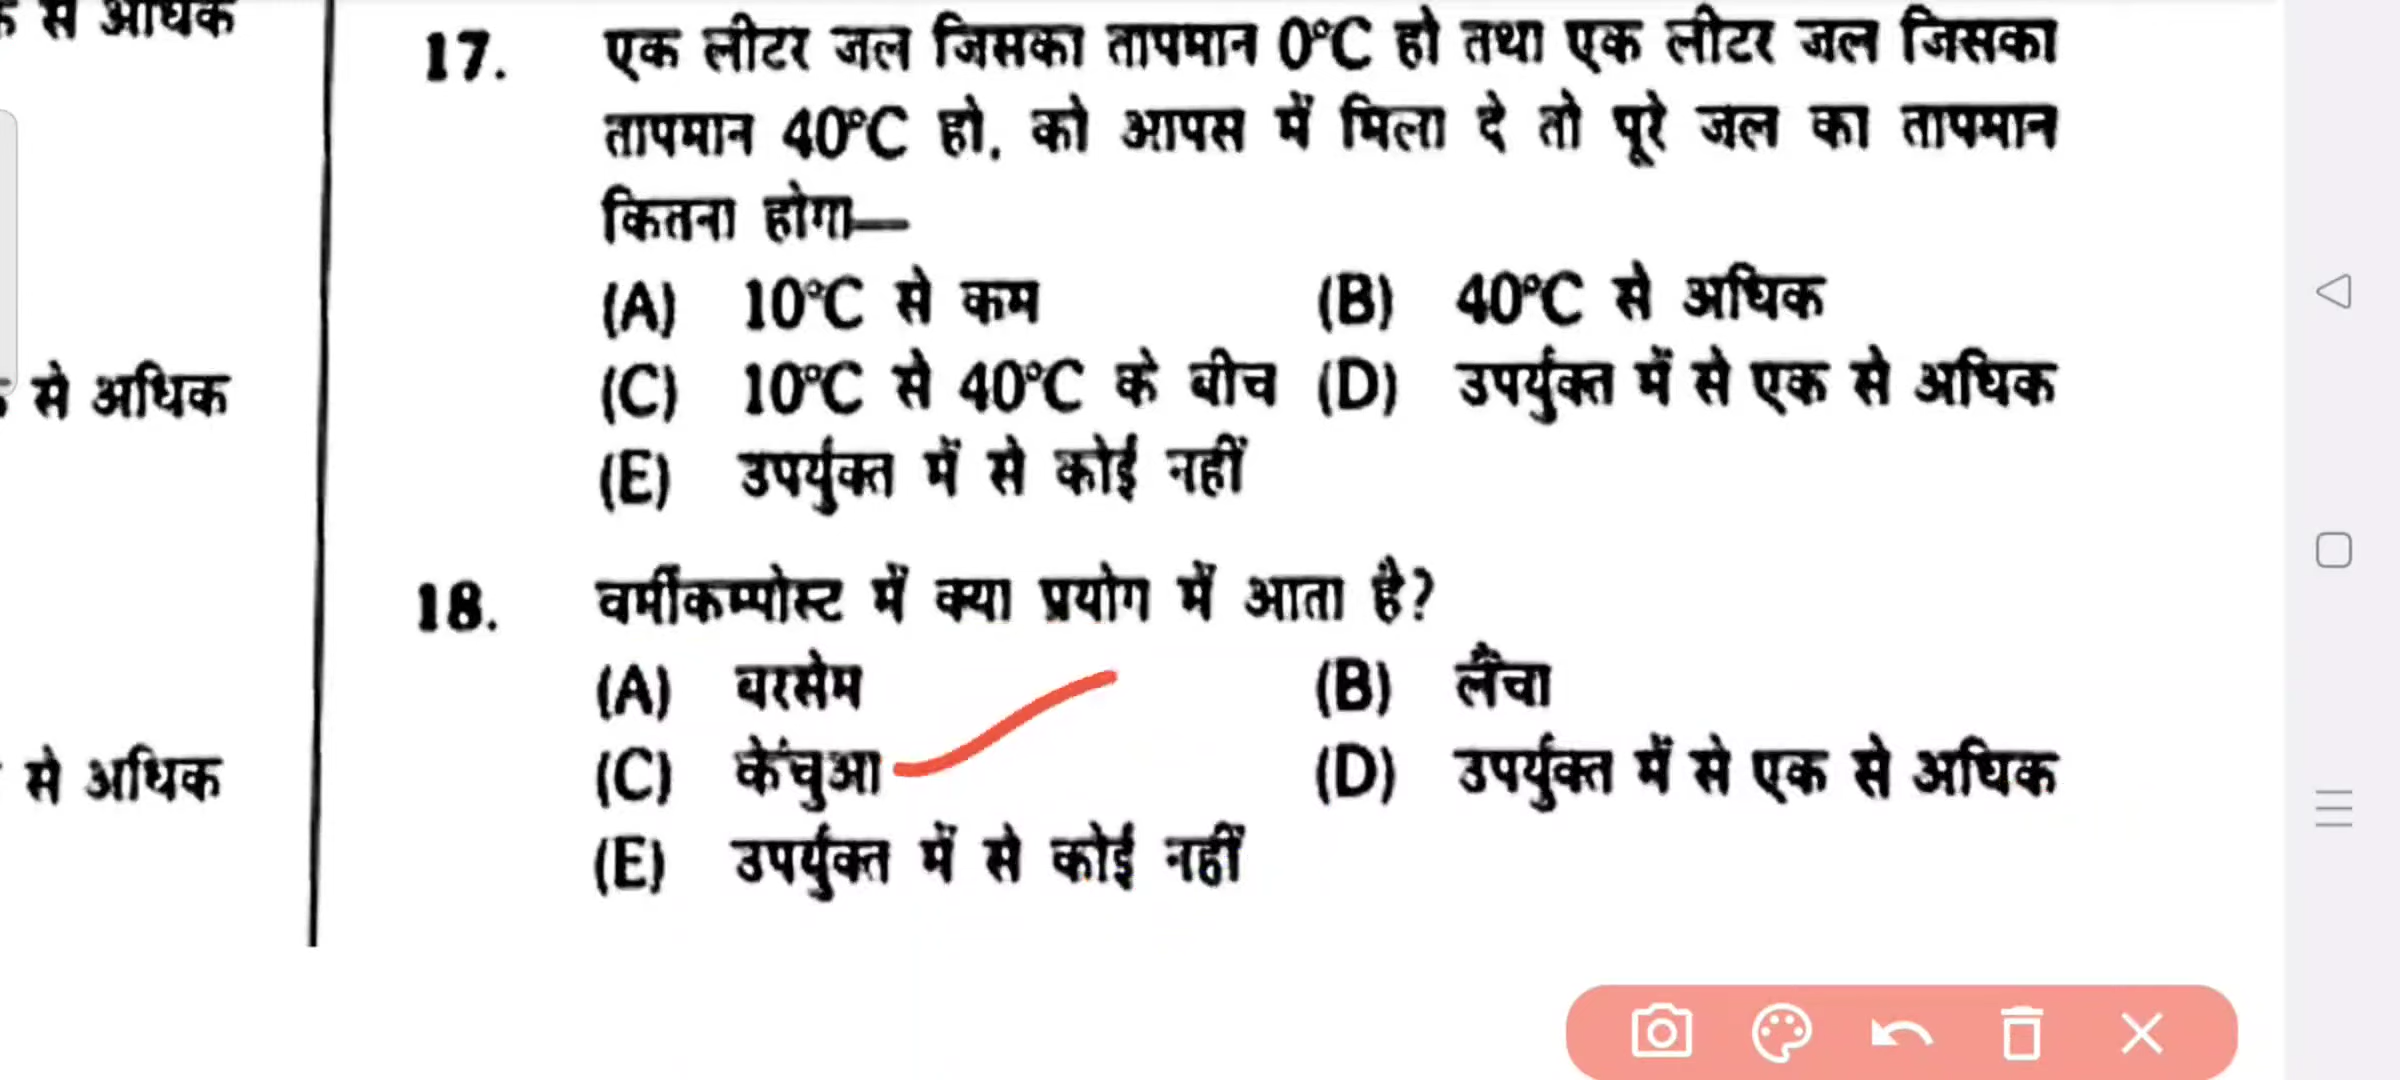 से अधिक
से अधिक
से अधिक
17. एक लीटर जल जिसका तापमान 0°C हो तथा एक लीटर जल जिसका
तापमान 40°C हो, को आपस में मिला दे तो पूरे जल का तापमान
कितना होगा—
(A) 10°C से कम (B) 40°C से अधिक
(C) 10°C से 40°C के बीच (D) उपर्युक्त में से एक से अधिक
(E) उपर्युक्त में से कोई नहीं
18. वर्मीकम्पोस्ट में क्या प्रयोग में आता है?
(A) बरसेम (B) लैंचा
(C) केंचुआ (D) उपर्युक्त में से एक से अधिक
(E) उपर्युक्त में से कोई नहीं